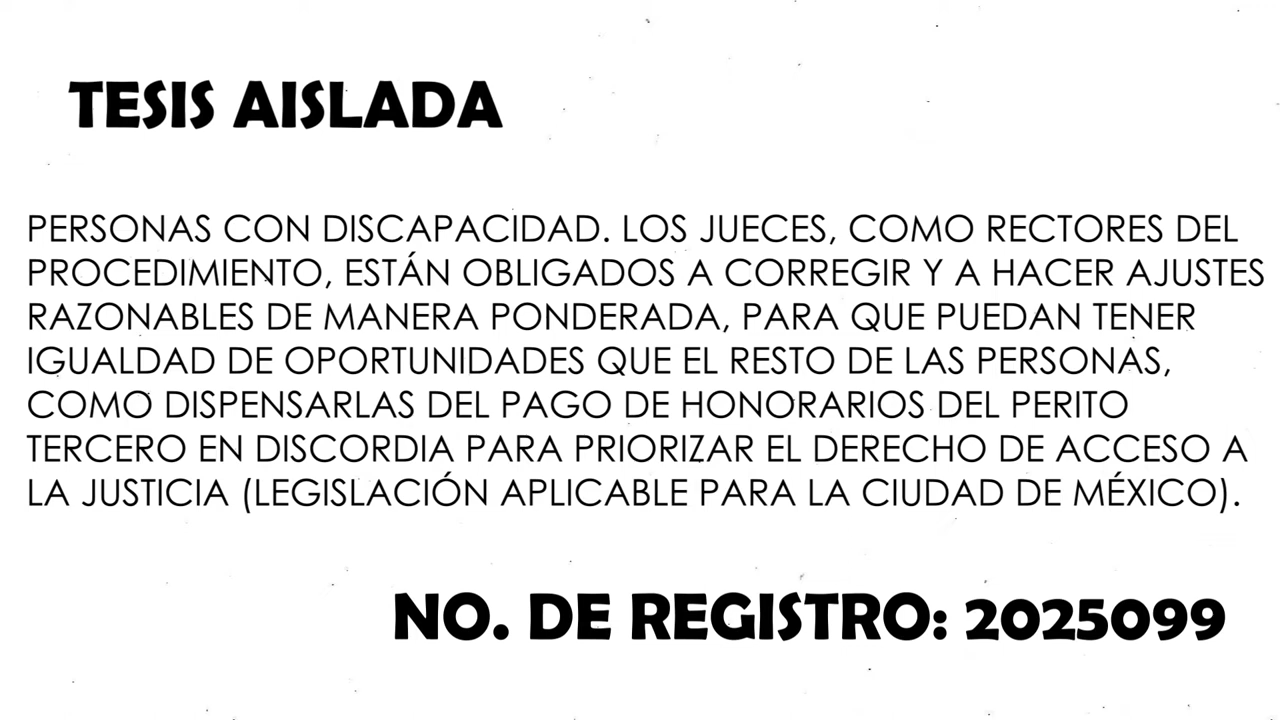 TESIS AISLADA
PERSONAS CON DISCAPACIDAD. LOS JUECES, COMO RECTORES DEL
PROCEDIMIENTO, ESTÁN OBLIGADOS A CORREGIR Y A HACER AJUSTES
RAZONABLES DE MANERA PONDERADA, PARA QUE PUEDAN TENER
IGUALDAD DE OPORTUNIDADES QUE EL RESTO DE LAS PERSONAS,
COMO DISPENSARLAS DEL PAGO DE HONORARIOS DEL PERITO
TERCERO EN DISCORDIA PARA PRIORIZAR EL DERECHO DE ACCESO A
LA JUSTICIA (LEGISLACIÓN APLICABLE PARA LA CIUDAD DE MÉXICO).
NO. DE REGISTRO: 2025099